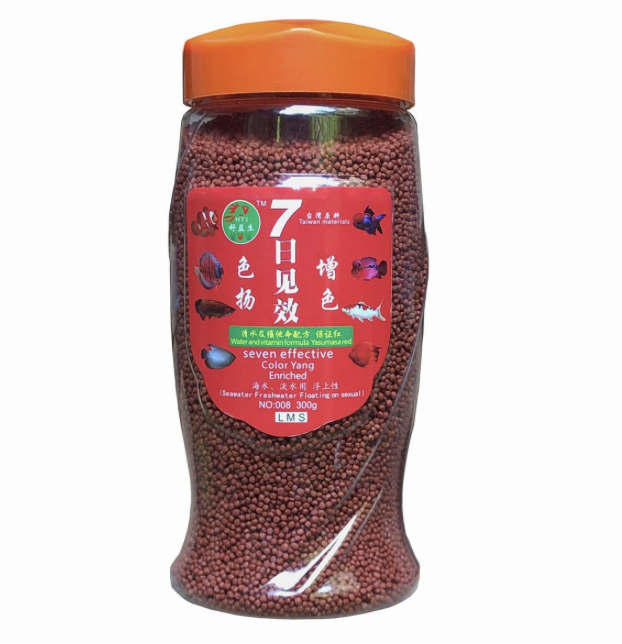 TM
HYS
好益生
7日见效
台湾原料
Taiwan materials
色扬
增色
清水及维他命配方 保证红
Water and vitamin formula Yasumasa red
seven effective
Color Yang
Enriched
海水、淡水用 浮上性
(Seawater Freshwater Floating on sexual)
NO:008 300g
L M S